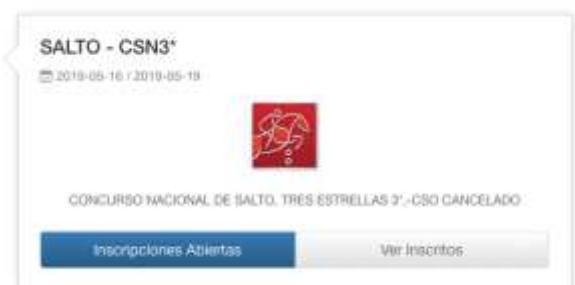 SALTO - CSN3*
2019-05-16 / 2019-05-19
CONCURSO NACIONAL DE SALTO, TRES ESTRELLAS 3*.-CSO CANCELADO
Inscripciones Abiertas
Ver Inscritos